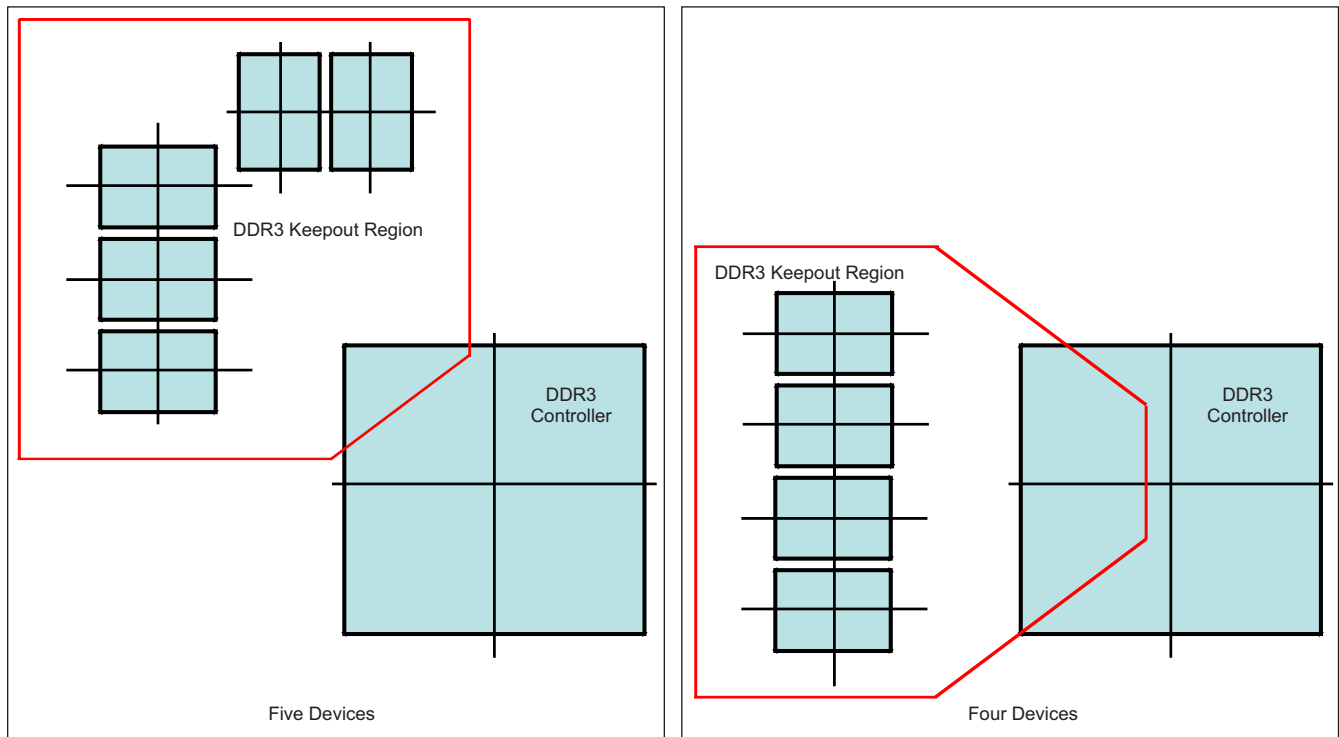 DDR3 Keepout Region
DDR3
Controller
Five Devices
DDR3 Keepout Region
DDR3
Controller
Four Devices